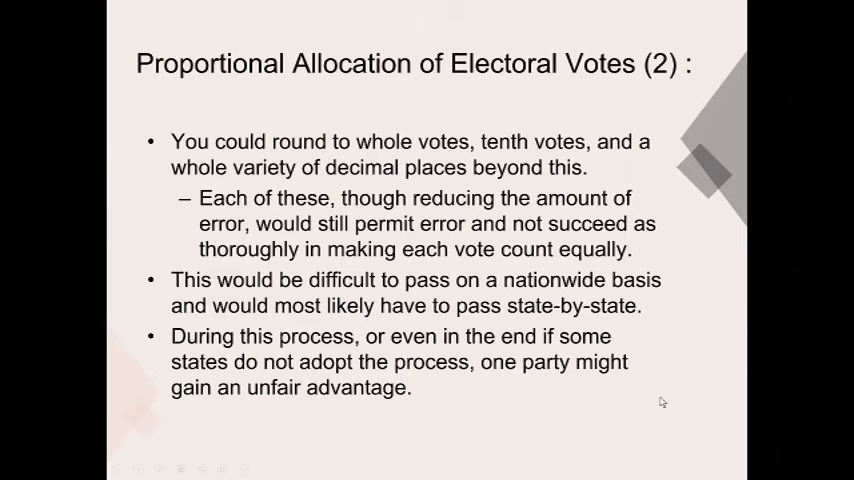 Proportional Allocation of Electoral Votes (2) :
• You could round to whole votes, tenth votes, and a
whole variety of decimal places beyond this.
– Each of these, though reducing the amount of
error, would still permit error and not succeed as
thoroughly in making each vote count equally.
• This would be difficult to pass on a nationwide basis
and would most likely have to pass state-by-state.
• During this process, or even in the end if some
states do not adopt the process, one party might
gain an unfair advantage.